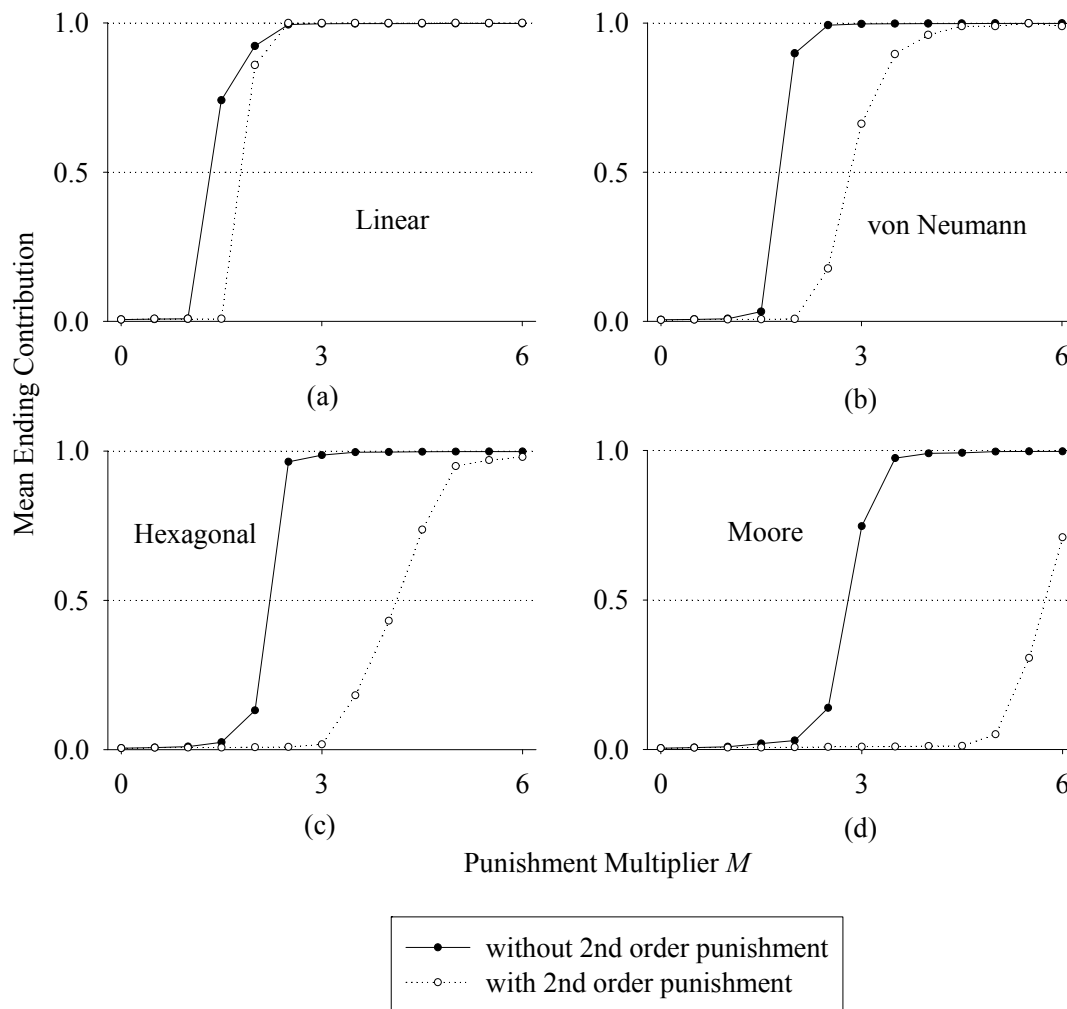 1.0
0.5
0.0
0 3 6
Linear
(a)
1.0
0.5
0.0
0 3 6
von Neumann
(b)
Mean Ending Contribution
1.0
0.5
0.0
0 3 6
Hexagonal
(c)
1.0
0.5
0.0
0 3 6
Moore
(d)
Punishment Multiplier M
without 2nd order punishment
with 2nd order punishment